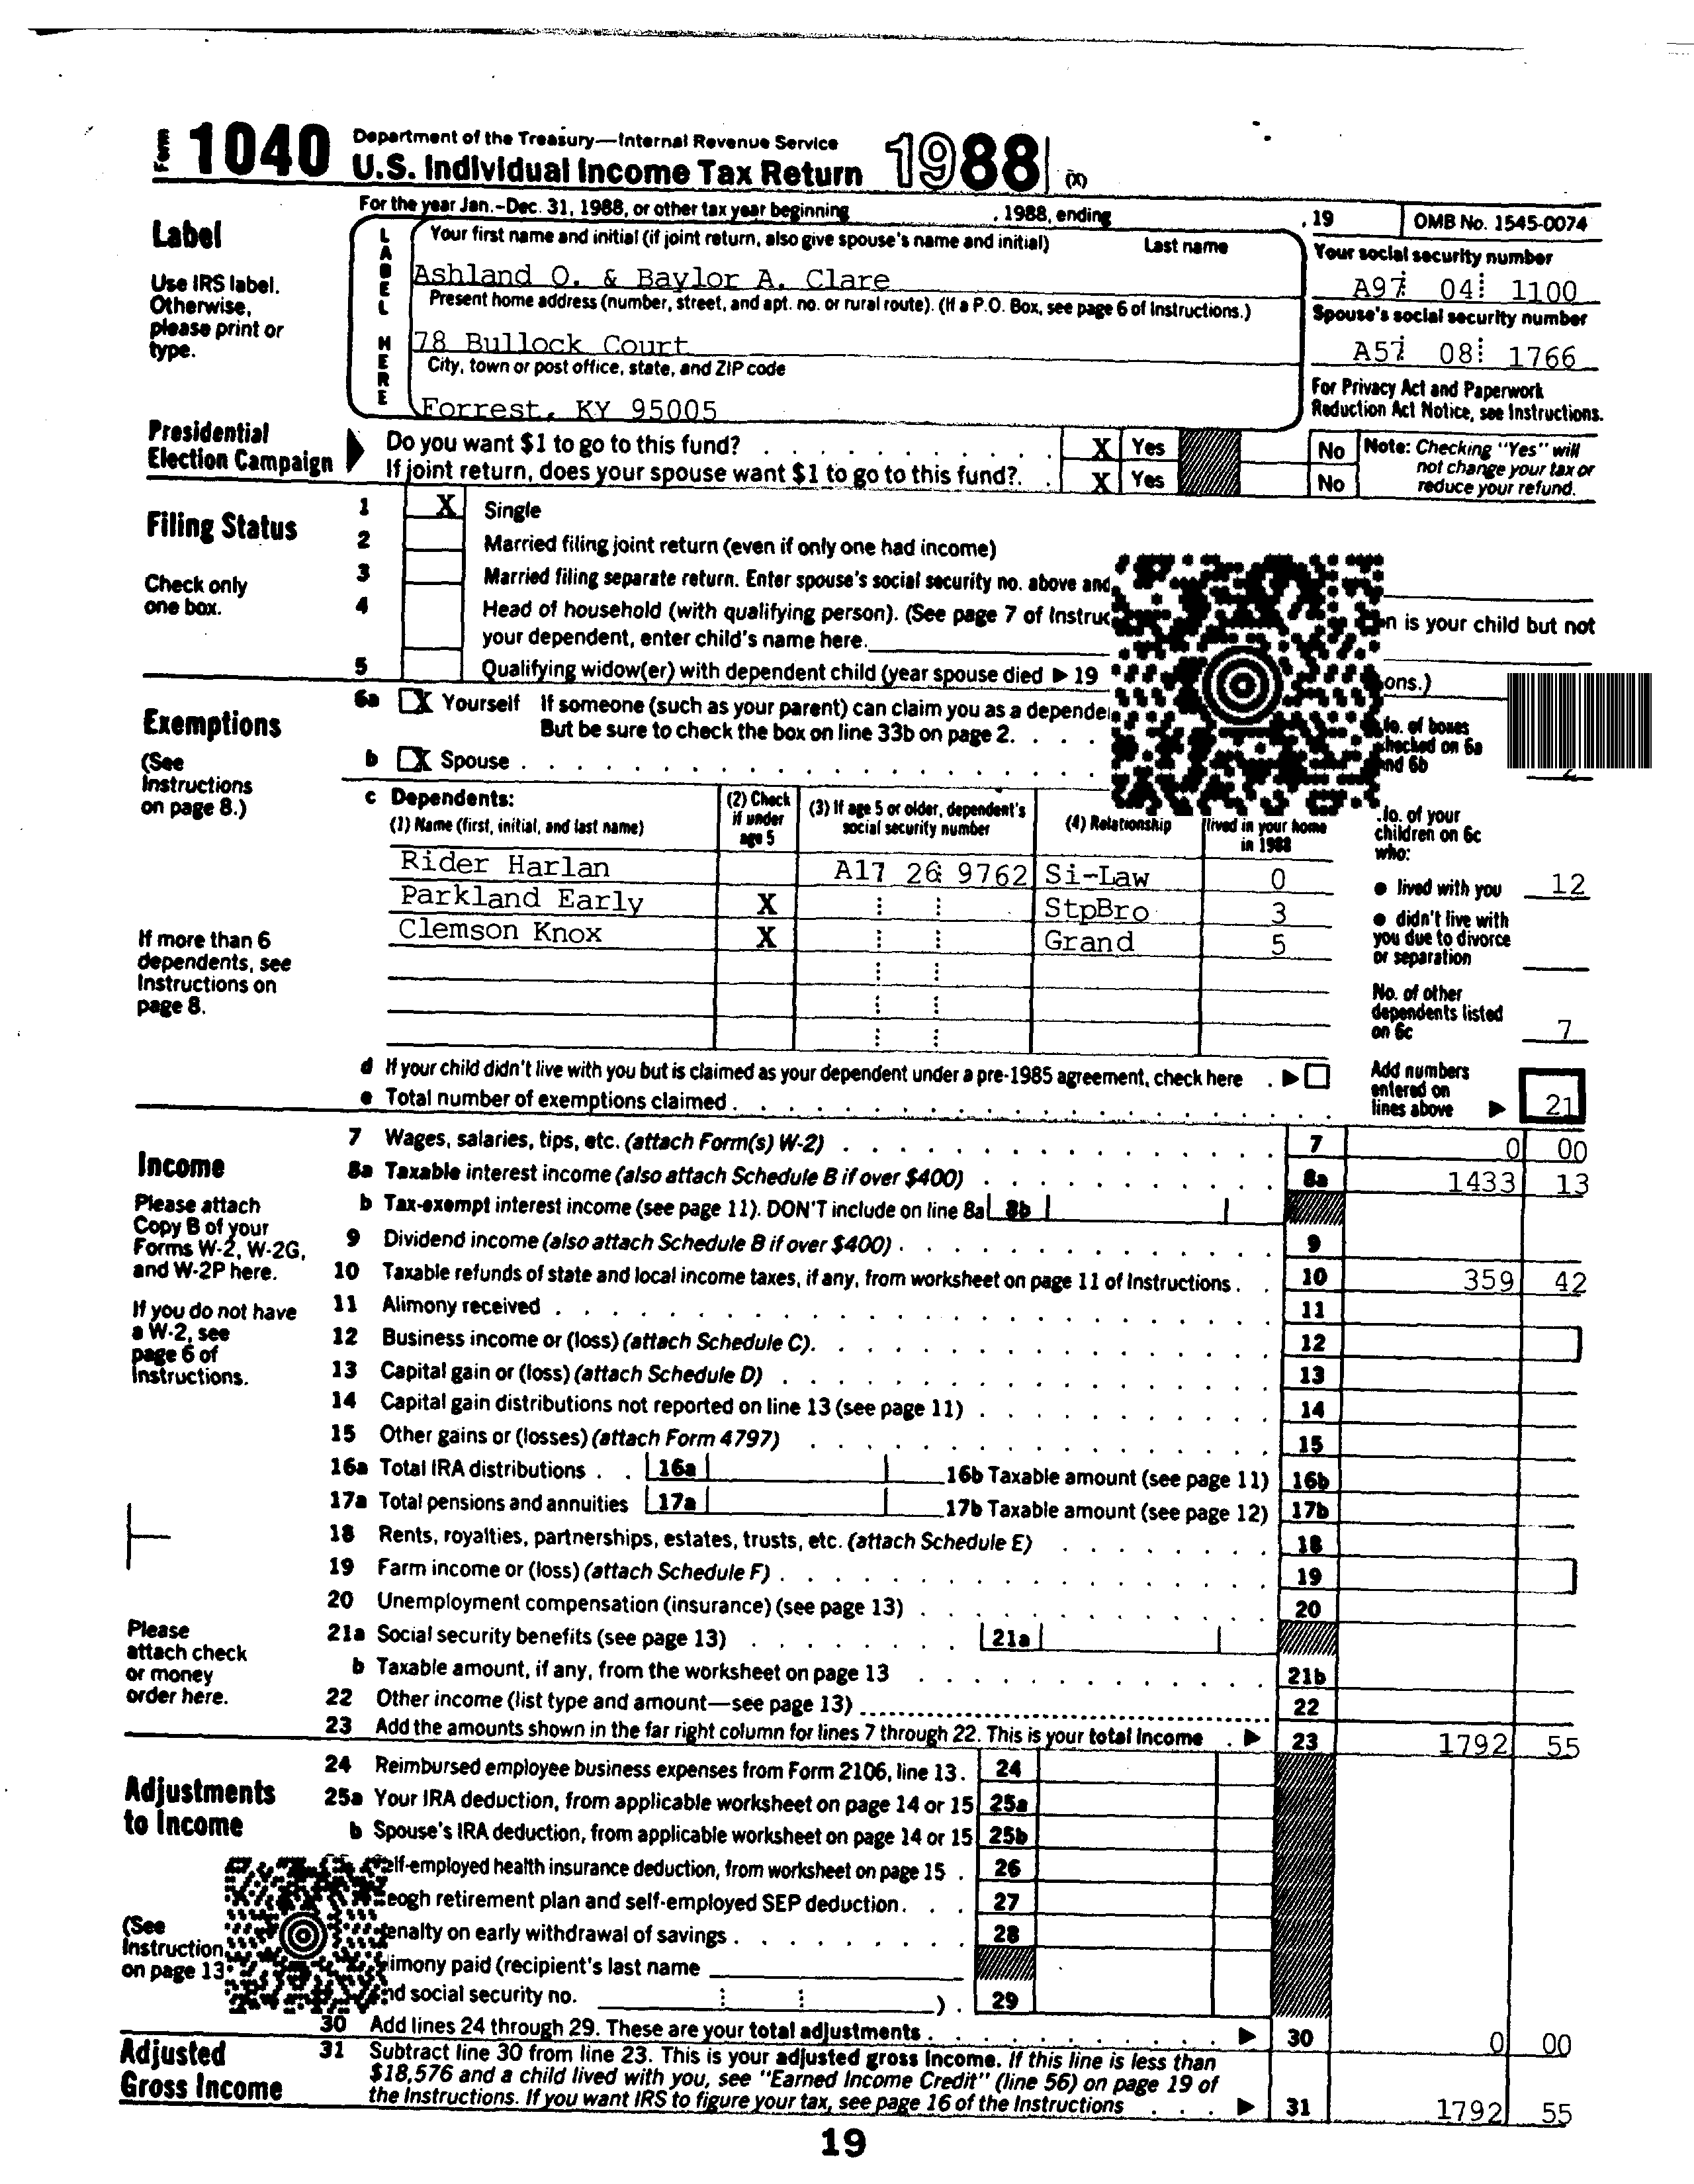 Form 1040 Department of the Treasury—Internal Revenue Service
U.S. Individual Income Tax Return 1988 (X)
For the year Jan.-Dec. 31, 1988, or other tax year beginning , 1988, ending , 19 OMB No. 1545-0074
Label
Use IRS label.
Otherwise,
please print or
type.
LABEL HERE
Your first name and initial (if joint return, also give spouse's name and initial) Last name
Ashland O. & Baylor A. Clare
Your social security number
A97 04 1100
Present home address (number, street, and apt. no. or rural route). (If a P.O. Box, see page 6 of Instructions.)
78 Bullock Court
Spouse's social security number
A57 08 1766
City, town or post office, state, and ZIP code
Forrest, KY 95005
For Privacy Act and Paperwork
Reduction Act Notice, see Instructions.
Presidential
Election Campaign
Do you want $1 to go to this fund? X Yes No
If joint return, does your spouse want $1 to go to this fund? X Yes No
Note: Checking "Yes" will
not change your tax or
reduce your refund.
Filing Status
Check only
one box.
1 X Single
2 Married filing joint return (even if only one had income)
3 Married filing separate return. Enter spouse's social security no. above and
4 Head of household (with qualifying person). (See page 7 of Instruc n is your child but not
your dependent, enter child's name here.
5 Qualifying widow(er) with dependent child (year spouse died ▶ 19 ons.)
Exemptions
(See
Instructions
on page 8.)
6a X Yourself If someone (such as your parent) can claim you as a depende
But be sure to check the box on line 33b on page 2.
b X Spouse
No. of boxes
checked on 6a
and 6b
c Dependents:
(1) Name (first, initial, and last name)
(2) Check
if under
age 5
(3) If age 5 or older, dependent's
social security number
(4) Relationship
lived in your home
in 1988
Rider Harlan A17 26 9762 Si-Law 0
Parkland Early X StpBro 3
Clemson Knox X Grand 5
If more than 6
dependents, see
Instructions on
page 8.
No. of your
children on 6c
who:
● lived with you 12
● didn't live with
you due to divorce
or separation
No. of other
dependents listed
on 6c 7
d If your child didn't live with you but is claimed as your dependent under a pre-1985 agreement, check here . ▶
e Total number of exemptions claimed
Add numbers
entered on
lines above ▶ 21
Income
Please attach
Copy B of your
Forms W-2, W-2G,
and W-2P here.
If you do not have
a W-2, see
page 6 of
Instructions.
Please
attach check
or money
order here.
7 Wages, salaries, tips, etc. (attach Form(s) W-2) 7 0 00
8a Taxable interest income (also attach Schedule B if over $400) 8a 1433 13
b Tax-exempt interest income (see page 11). DON'T include on line 8a 8b
9 Dividend income (also attach Schedule B if over $400) 9
10 Taxable refunds of state and local income taxes, if any, from worksheet on page 11 of Instructions 10 359 42
11 Alimony received 11
12 Business income or (loss) (attach Schedule C) 12
13 Capital gain or (loss) (attach Schedule D) 13
14 Capital gain distributions not reported on line 13 (see page 11) 14
15 Other gains or (losses) (attach Form 4797) 15
16a Total IRA distributions 16a 16b Taxable amount (see page 11) 16b
17a Total pensions and annuities 17a 17b Taxable amount (see page 12) 17b
18 Rents, royalties, partnerships, estates, trusts, etc. (attach Schedule E) 18
19 Farm income or (loss) (attach Schedule F) 19
20 Unemployment compensation (insurance) (see page 13) 20
21a Social security benefits (see page 13) 21a
b Taxable amount, if any, from the worksheet on page 13 21b
22 Other income (list type and amount—see page 13) 22
23 Add the amounts shown in the far right column for lines 7 through 22. This is your total income ▶ 23 1792 55
Adjustments
to Income
(See
Instruction
on page 13
24 Reimbursed employee business expenses from Form 2106, line 13. 24
25a Your IRA deduction, from applicable worksheet on page 14 or 15 25a
b Spouse's IRA deduction, from applicable worksheet on page 14 or 15 25b
elf-employed health insurance deduction, from worksheet on page 15 26
eogh retirement plan and self-employed SEP deduction 27
enalty on early withdrawal of savings 28
limony paid (recipient's last name
nd social security no. ) . 29
30 Add lines 24 through 29. These are your total adjustments ▶ 30 0 00
Adjusted
Gross Income
31 Subtract line 30 from line 23. This is your adjusted gross income. If this line is less than
$18,576 and a child lived with you, see "Earned Income Credit" (line 56) on page 19 of
the Instructions. If you want IRS to figure your tax, see page 16 of the Instructions ▶ 31 1792 55
19